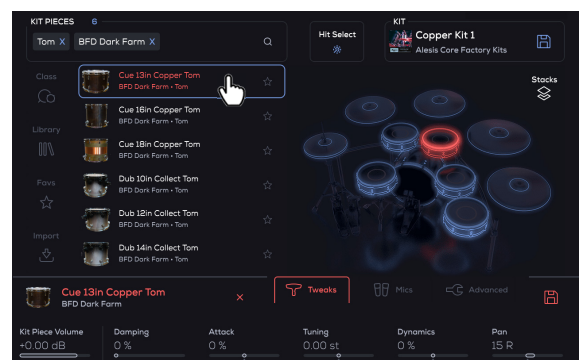 KIT PIECES 6
Tom X BFD Dark Farm X
Hit Select
KIT
Copper Kit 1
Alesis Core Factory Kits
Class
Library
Favs
Import
Cue 13in Copper Tom
BFD Dark Farm • Tom
Cue 16in Copper Tom
BFD Dark Farm • Tom
Cue 18in Copper Tom
BFD Dark Farm • Tom
Dub 10in Collect Tom
BFD Dark Farm • Tom
Dub 12in Collect Tom
BFD Dark Farm • Tom
Dub 14in Collect Tom
BFD Dark Farm • Tom
Stacks
Cue 13in Copper Tom
BFD Dark Farm
X
Tweaks
Mics
Advanced
Kit Piece Volume
+0.00 dB
Damping
0 %
Attack
0 %
Tuning
0.00 st
Dynamics
0 %
Pan
15 R